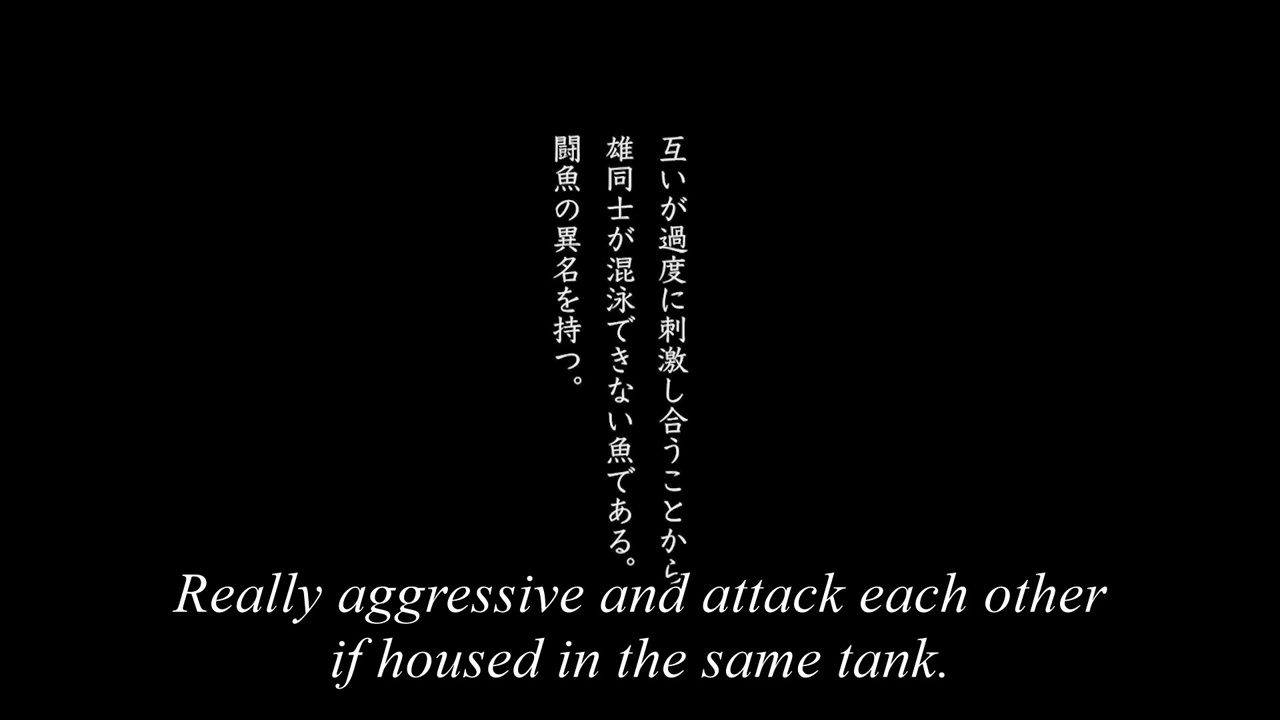 互いが過度に刺激し合うことから
雄同士が混泳できない魚である。
闘魚の異名を持つ。
Really aggressive and attack each other
if housed in the same tank.